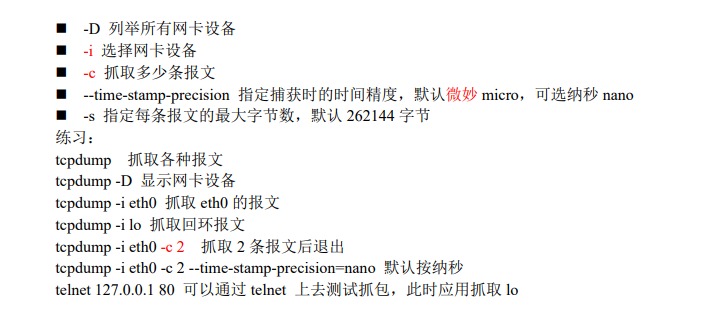 ■ -D 列举所有网卡设备
■ -i 选择网卡设备
■ -c 抓取多少条报文
■ --time-stamp-precision 指定捕获时的时间精度，默认微妙 micro，可选纳秒 nano
■ -s 指定每条报文的最大字节数，默认 262144 字节
练习：
tcpdump 抓取各种报文
tcpdump -D 显示网卡设备
tcpdump -i eth0 抓取 eth0 的报文
tcpdump -i lo 抓取回环报文
tcpdump -i eth0 -c 2 抓取 2 条报文后退出
tcpdump -i eth0 -c 2 --time-stamp-precision=nano 默认按纳秒
telnet 127.0.0.1 80 可以通过 telnet 上去测试抓包，此时应用抓取 lo